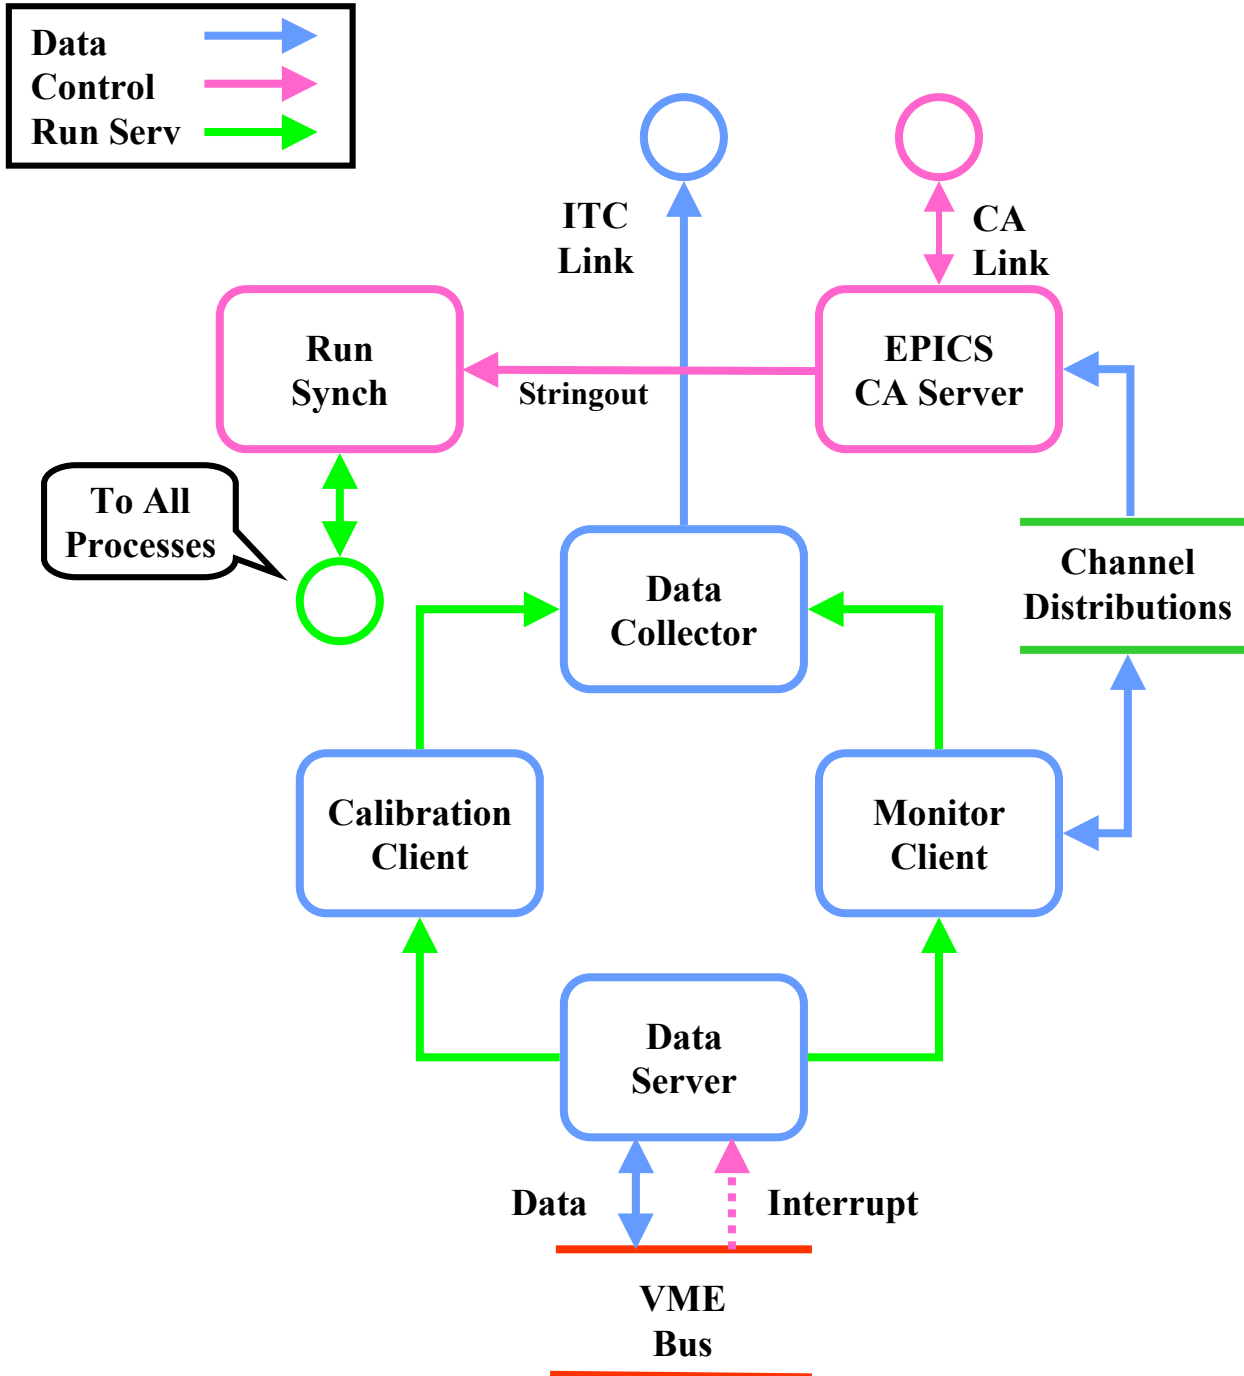 Data
Control
Run Serv
ITC
Link
CA
Link
Run
Synch
Stringout
EPICS
CA Server
To All
Processes
Data
Collector
Channel
Distributions
Calibration
Client
Monitor
Client
Data
Server
Data
Interrupt
VME
Bus